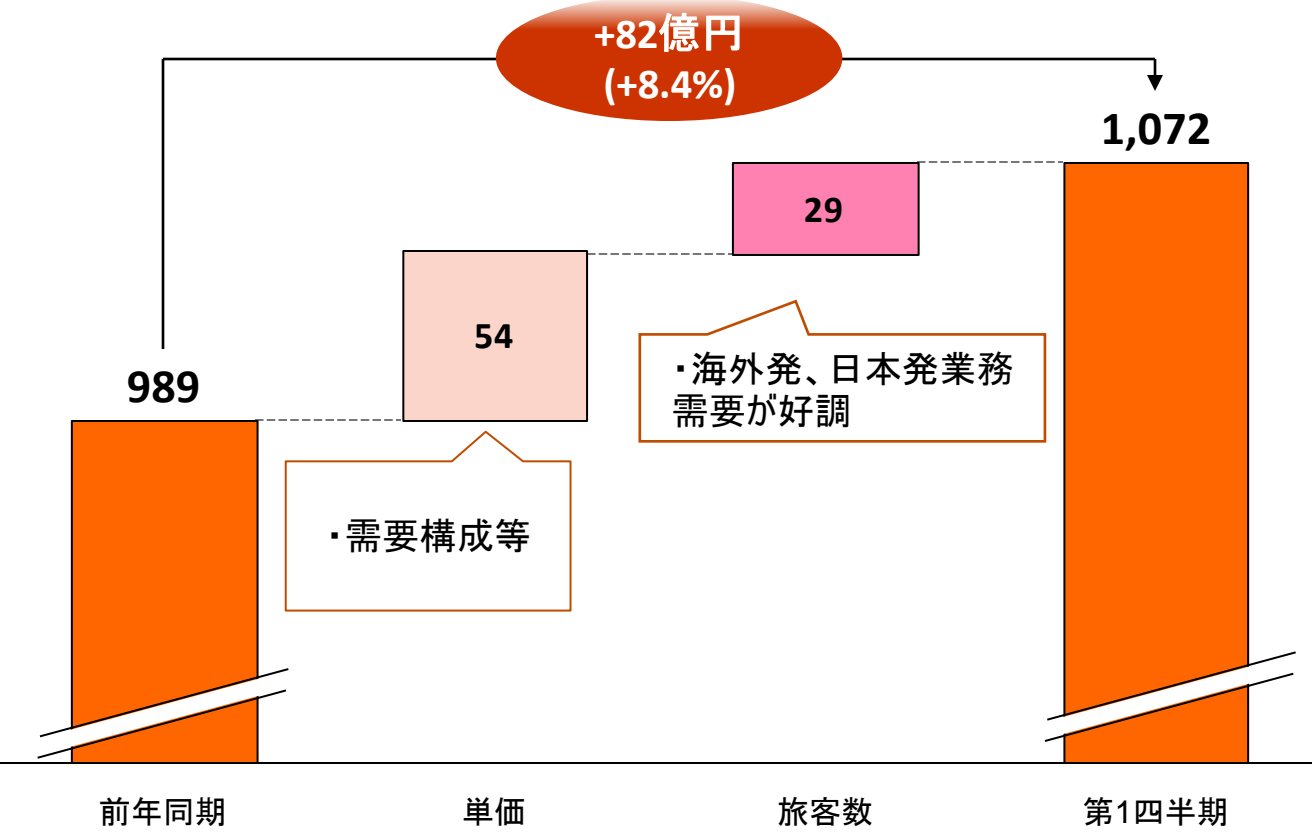 +82億円
(+8.4%)
1,072
29
54
989
・海外発、日本発業務
需要が好調
・需要構成等
前年同期
単価
旅客数
第1四半期